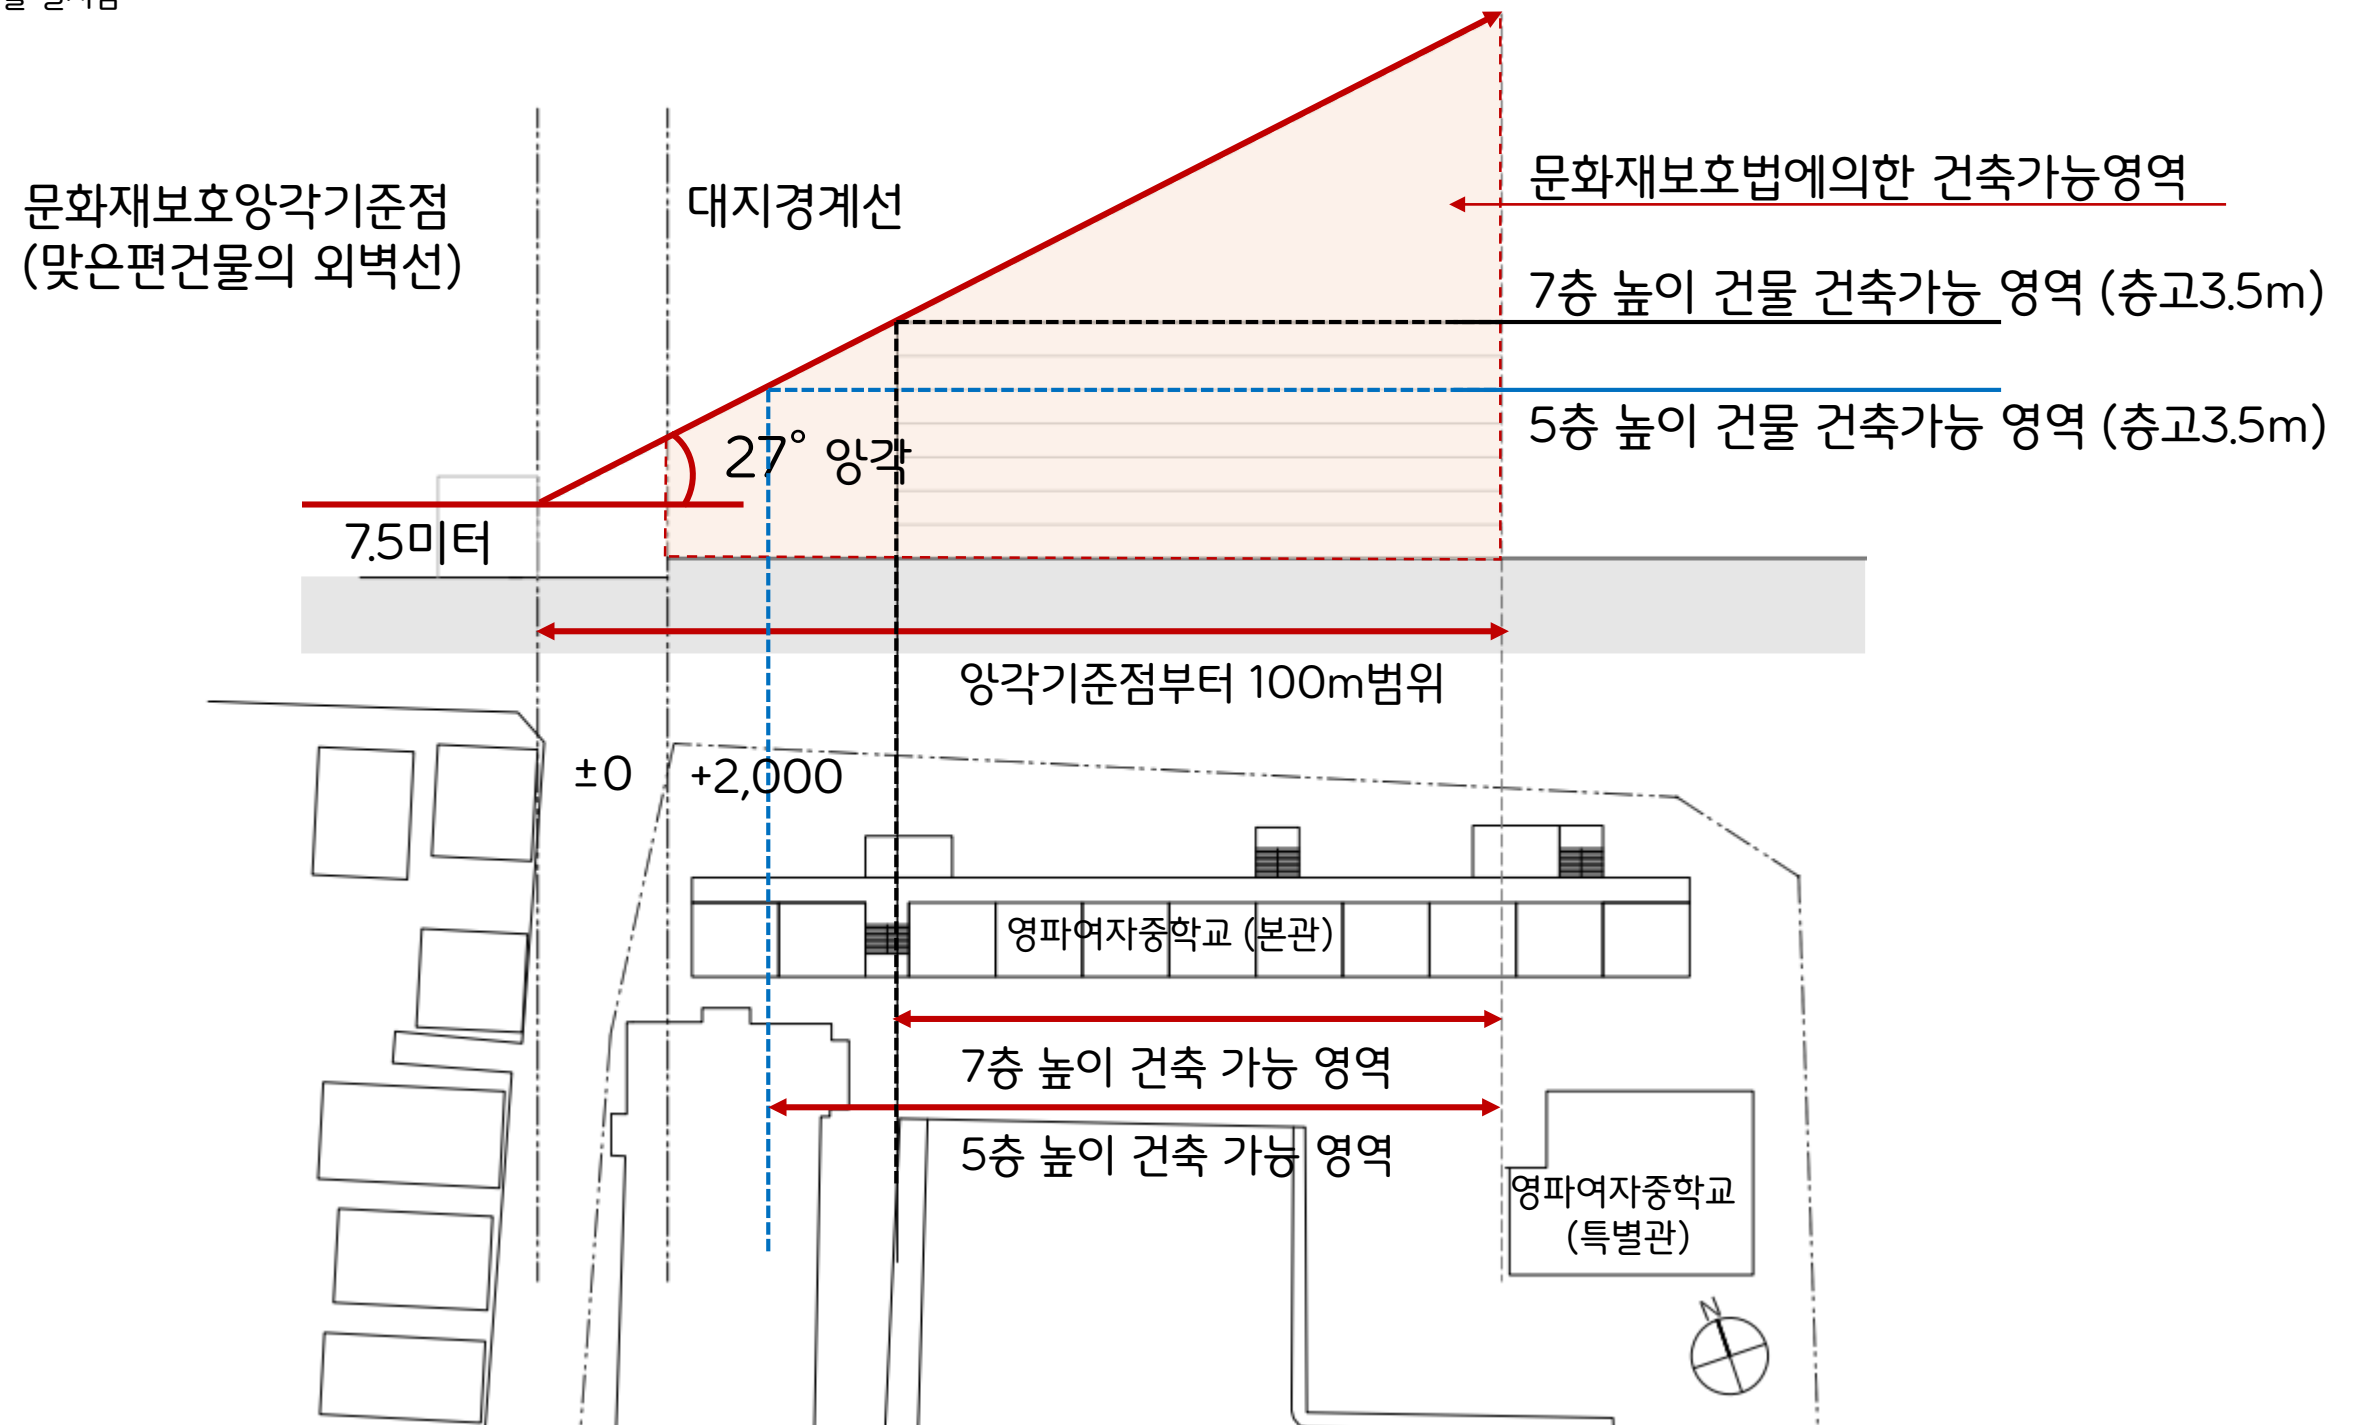 문화재보호앙각기준점
(맞은편건물의 외벽선)
대지경계선
문화재보호법에의한 건축가능영역
7층 높이 건물 건축가능 영역 (층고3.5m)
5층 높이 건물 건축가능 영역 (층고3.5m)
27° 앙각
7.5미터
앙각기준점부터 100m범위
±0
+2,000
영파여자중학교 (본관)
7층 높이 건축 가능 영역
5층 높이 건축 가능 영역
영파여자중학교
(특별관)
N